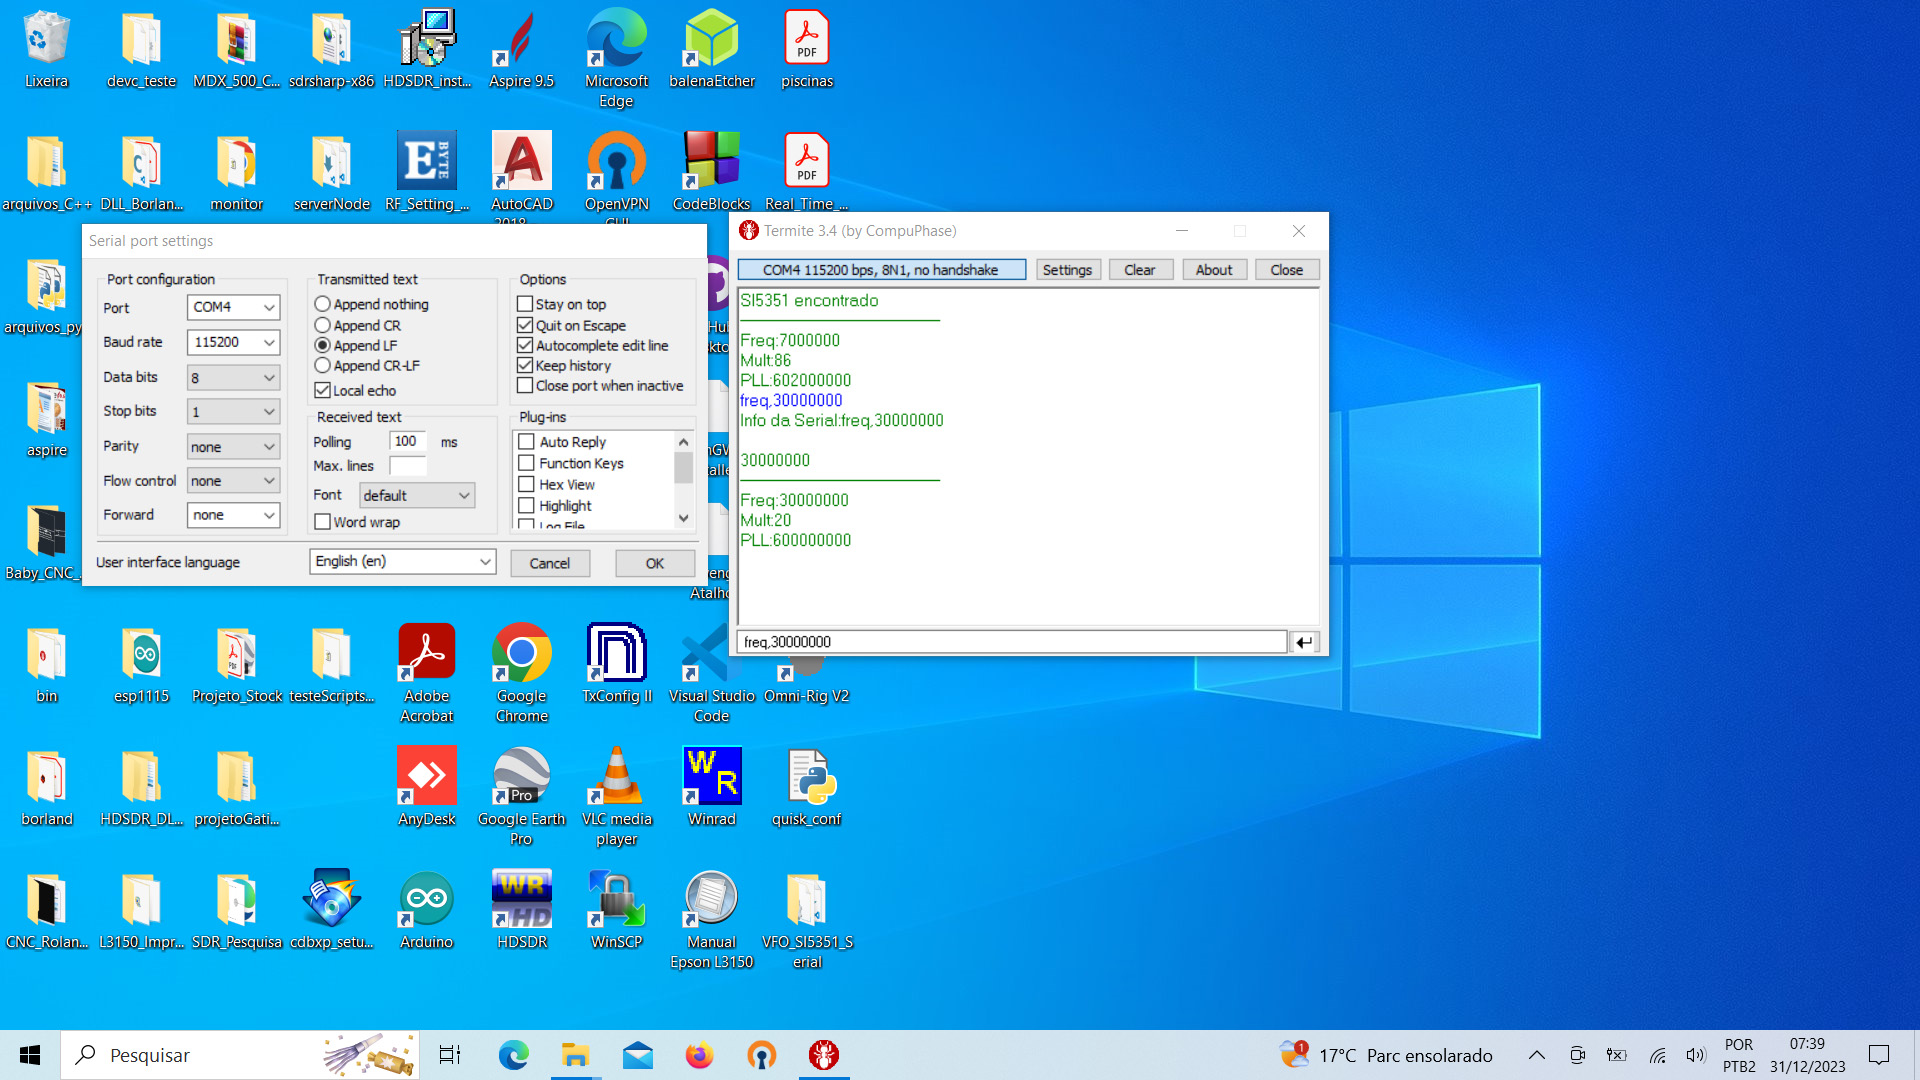 Lixeira
devc_teste
MDX_500_C...
sdrsharp-x86
HDSDR_inst...
Aspire 9.5
Microsoft
Edge
balenaEtcher
PDF
piscinas
arquivos_C++
DLL_Borlan...
monitor
serverNode
E BYTE
RF_Setting_...
AutoCAD
OpenVPN
CodeBlocks
PDF
Real_Time_...
arquivos_py
aspire
Baby_CNC_
Serial port settings
Port configuration
Port
COM4
Baud rate
115200
Data bits
8
Stop bits
1
Parity
none
Flow control
none
Forward
none
Transmitted text
Append nothing
Append CR
Append LF
Append CR-LF
Local echo
Received text
Polling
100
ms
Max. lines
Font
default
Word wrap
Options
Stay on top
Quit on Escape
Autocomplete edit line
Keep history
Close port when inactive
Plug-ins
Auto Reply
Function Keys
Hex View
Highlight
Log File
User interface language
English (en)
Cancel
OK
Termite 3.4 (by CompuPhase)
COM4 115200 bps, 8N1, no handshake
Settings
Clear
About
Close
SI5351 encontrado
Freq:7000000
Mult:86
PLL:602000000
freq,30000000
Info da Serial:freq,30000000
30000000
Freq:30000000
Mult:20
PLL:600000000
freq,30000000
bin
esp1115
Projeto_Stock
testeScripts...
Adobe
Acrobat
Google
Chrome
TxConfig II
Visual Studio
Code
Omni-Rig V2
borland
HDSDR_DL...
projetoGati...
AnyDesk
Pro
Google Earth
Pro
VLC media
player
WR
Winrad
quisk_conf
CNC_Rolan...
L3150_Impr...
SDR_Pesquisa
cdbxp_setu...
Arduino
WR
HD
HDSDR
WinSCP
Manual
Epson L3150
VFO_SI5351_S
erial
Pesquisar
1
17°C Parc ensolarado
POR
PTB2
07:39
31/12/2023